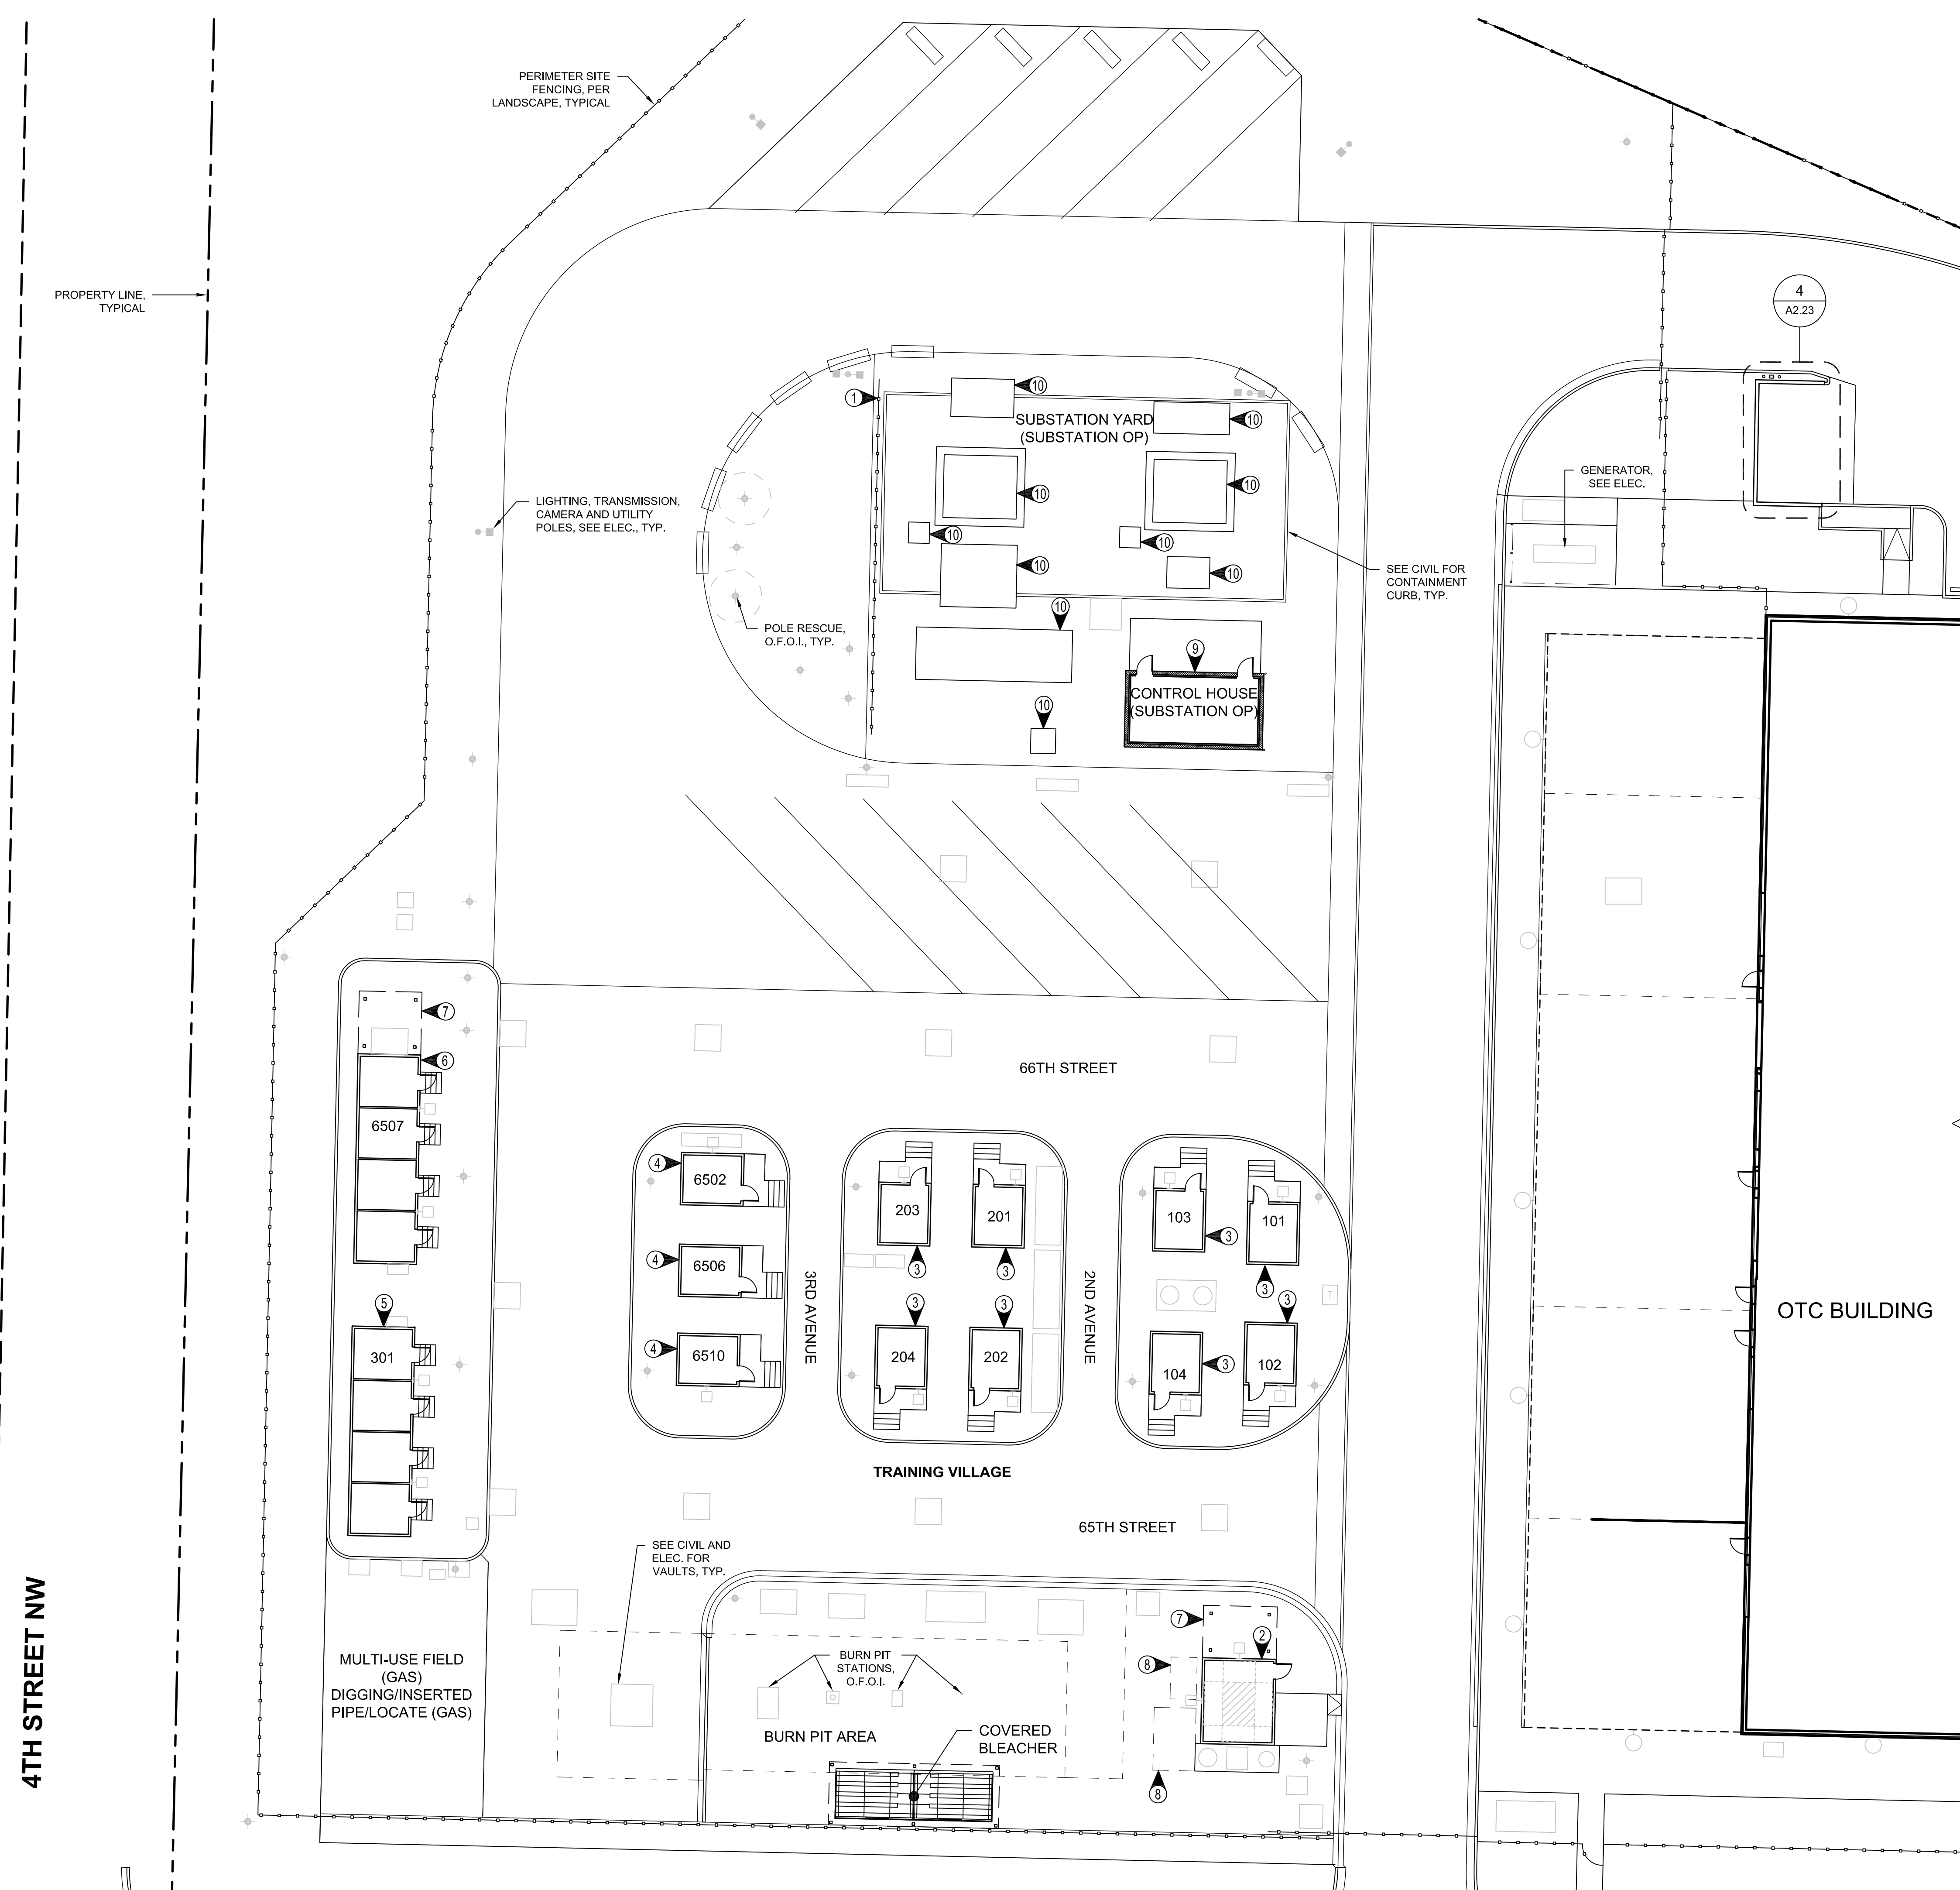 PERIMETER SITE
FENCING, PER
LANDSCAPE, TYPICAL
PROPERTY LINE,
TYPICAL
4
A2.23
1
10
SUBSTATION YARD
(SUBSTATION OP)
10
10
10
10
10
10
10
LIGHTING, TRANSMISSION,
CAMERA AND UTILITY
POLES, SEE ELEC., TYP.
GENERATOR,
SEE ELEC.
SEE CIVIL FOR
CONTAINMENT
CURB, TYP.
POLE RESCUE,
O.F.O.I., TYP.
10
9
CONTROL HOUSE
(SUBSTATION OP)
10
7
6
6507
66TH STREET
4
6502
203
201
103
101
3
3
3
3
4
6506
3RD AVENUE
2ND AVENUE
T
OTC BUILDING
5
301
3
3
3
4
6510
204
202
104
3
102
TRAINING VILLAGE
65TH STREET
SEE CIVIL AND
ELEC. FOR
VAULTS, TYP.
4TH STREET NW
MULTI-USE FIELD
(GAS)
DIGGING/INSERTED
PIPE/LOCATE (GAS)
BURN PIT
STATIONS,
O.F.O.I.
7
2
8
BURN PIT AREA
COVERED
BLEACHER
8